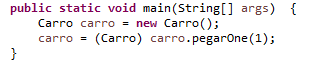 public static void main(String[] args)  {
    Carro carro = new Carro();
    carro = (Carro) carro.pegarOne(1);
}